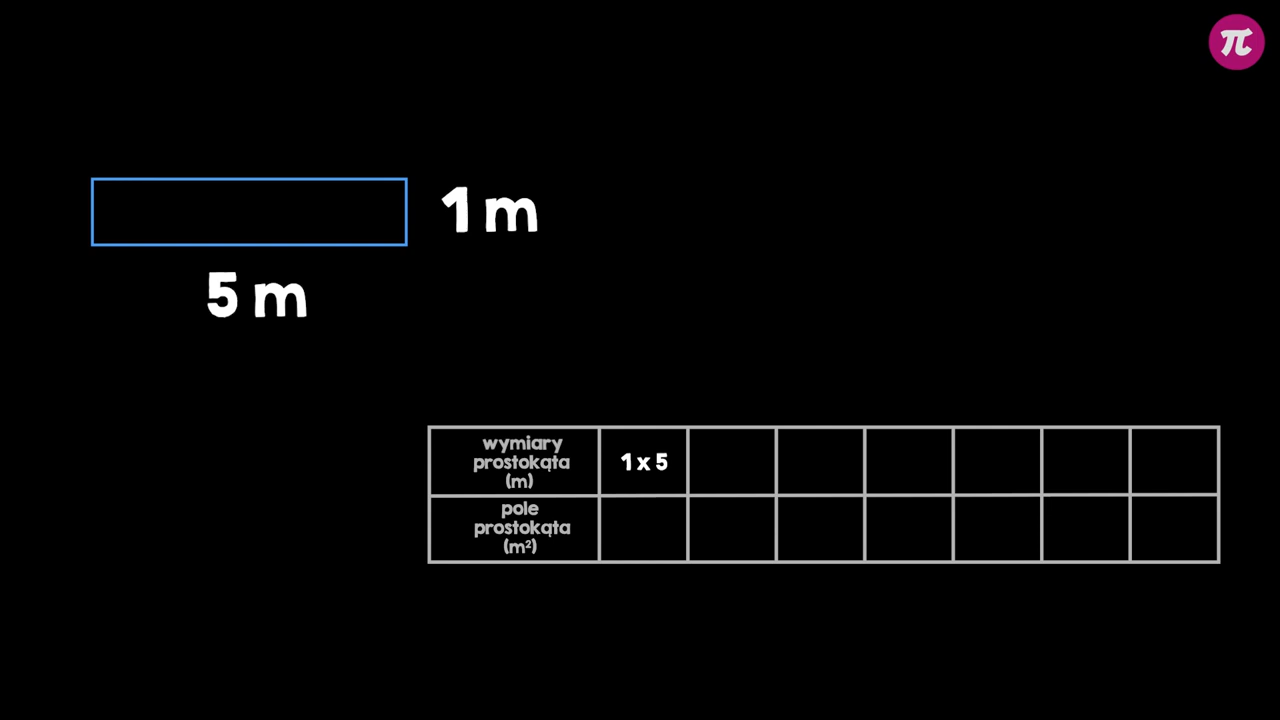 π
1 m
5 m
wymiary
prostokąta
(m)
1 x 5
pole
prostokąta
(m²)